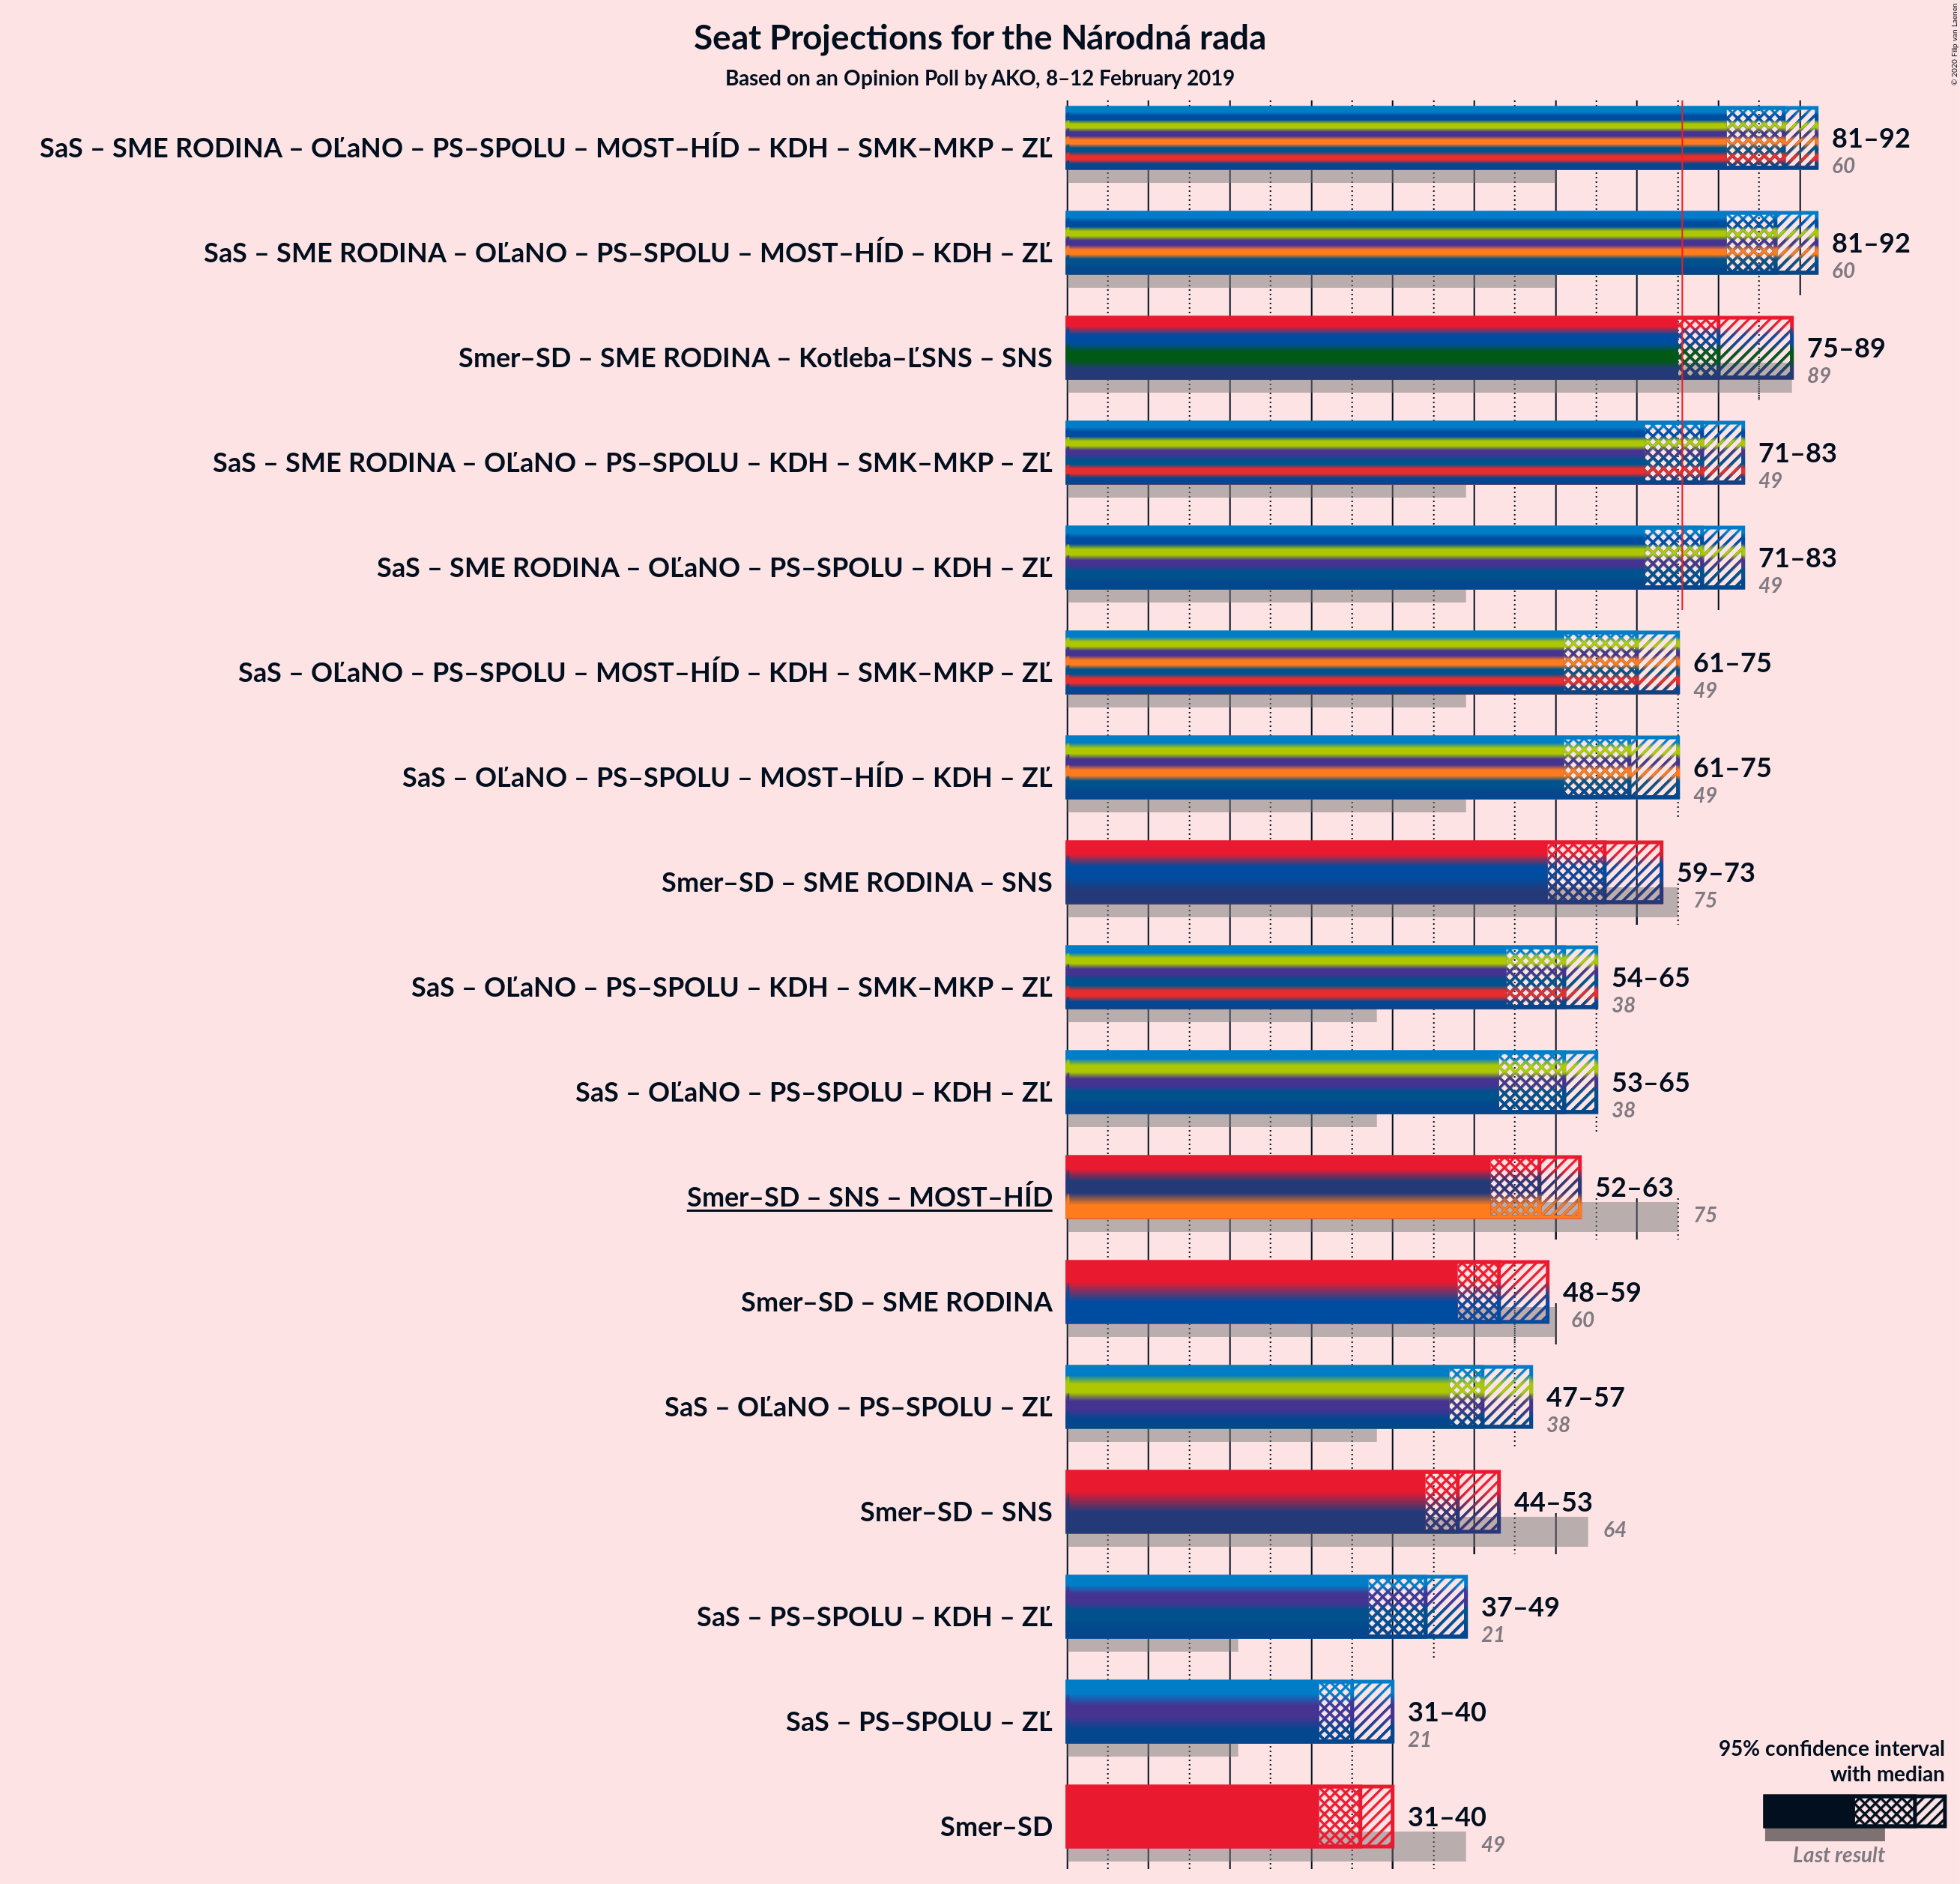 Seat Projections for the Národná rada
Based on an Opinion Poll by AKO, 8–12 February 2019
© 2020 Filip van Laenen
SaS – SME RODINA – OĽaNO – PS–SPOLU – MOST–HÍD – KDH – SMK–MKP – ZĽ
81–92
60
SaS – SME RODINA – OĽaNO – PS–SPOLU – MOST–HÍD – KDH – ZĽ
81–92
60
Smer–SD – SME RODINA – Kotleba–ĽSNS – SNS
75–89
89
SaS – SME RODINA – OĽaNO – PS–SPOLU – KDH – SMK–MKP – ZĽ
71–83
49
SaS – SME RODINA – OĽaNO – PS–SPOLU – KDH – ZĽ
71–83
49
SaS – OĽaNO – PS–SPOLU – MOST–HÍD – KDH – SMK–MKP – ZĽ
61–75
49
SaS – OĽaNO – PS–SPOLU – MOST–HÍD – KDH – ZĽ
61–75
49
Smer–SD – SME RODINA – SNS
59–73
75
SaS – OĽaNO – PS–SPOLU – KDH – SMK–MKP – ZĽ
54–65
38
SaS – OĽaNO – PS–SPOLU – KDH – ZĽ
53–65
38
Smer–SD – SNS – MOST–HÍD
52–63
75
Smer–SD – SME RODINA
48–59
60
SaS – OĽaNO – PS–SPOLU – ZĽ
47–57
38
Smer–SD – SNS
44–53
64
SaS – PS–SPOLU – KDH – ZĽ
37–49
21
SaS – PS–SPOLU – ZĽ
31–40
21
Smer–SD
31–40
49
95% confidence interval
with median
Last result